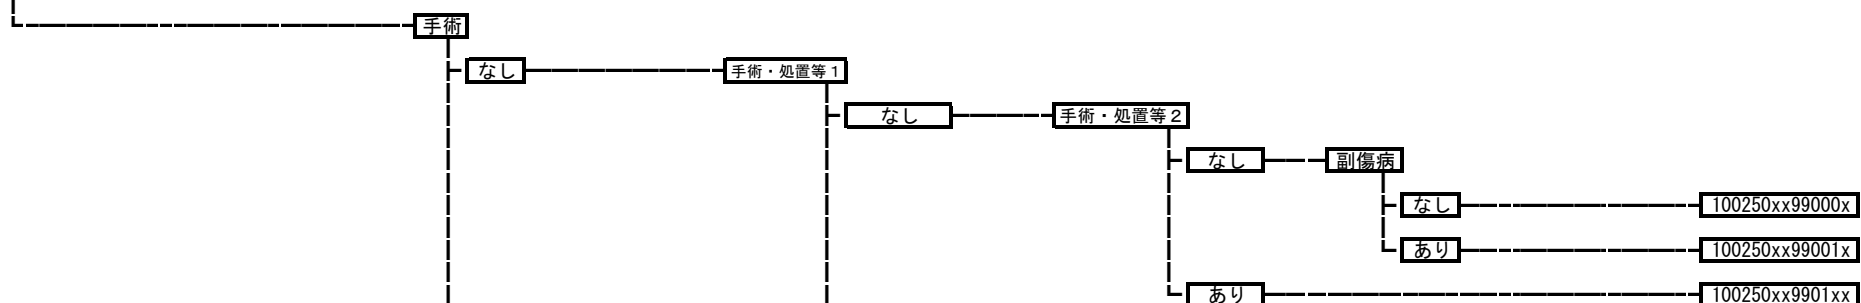 手術
なし 手術・処置等1
なし 手術・処置等2
なし 副傷病
なし 100250xx99000x
あり 100250xx99001x
あり 100250xx9901xx